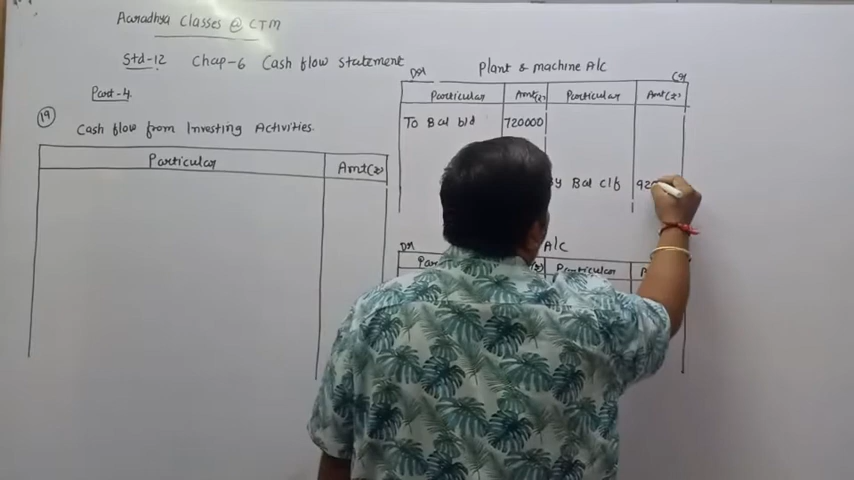 Aaradhya Classes @ CTM
Std-12 Chap-6 Cash flow statement
Part-4
19
Cash flow from Investing Activities.
Particular Amt(₹)
Plant & machine A/c
Dr Cr
Particular Amt(₹) Particular Amt(₹)
To Bal b/d 720000
By Bal c/f 92
A/c
Dr
Particular